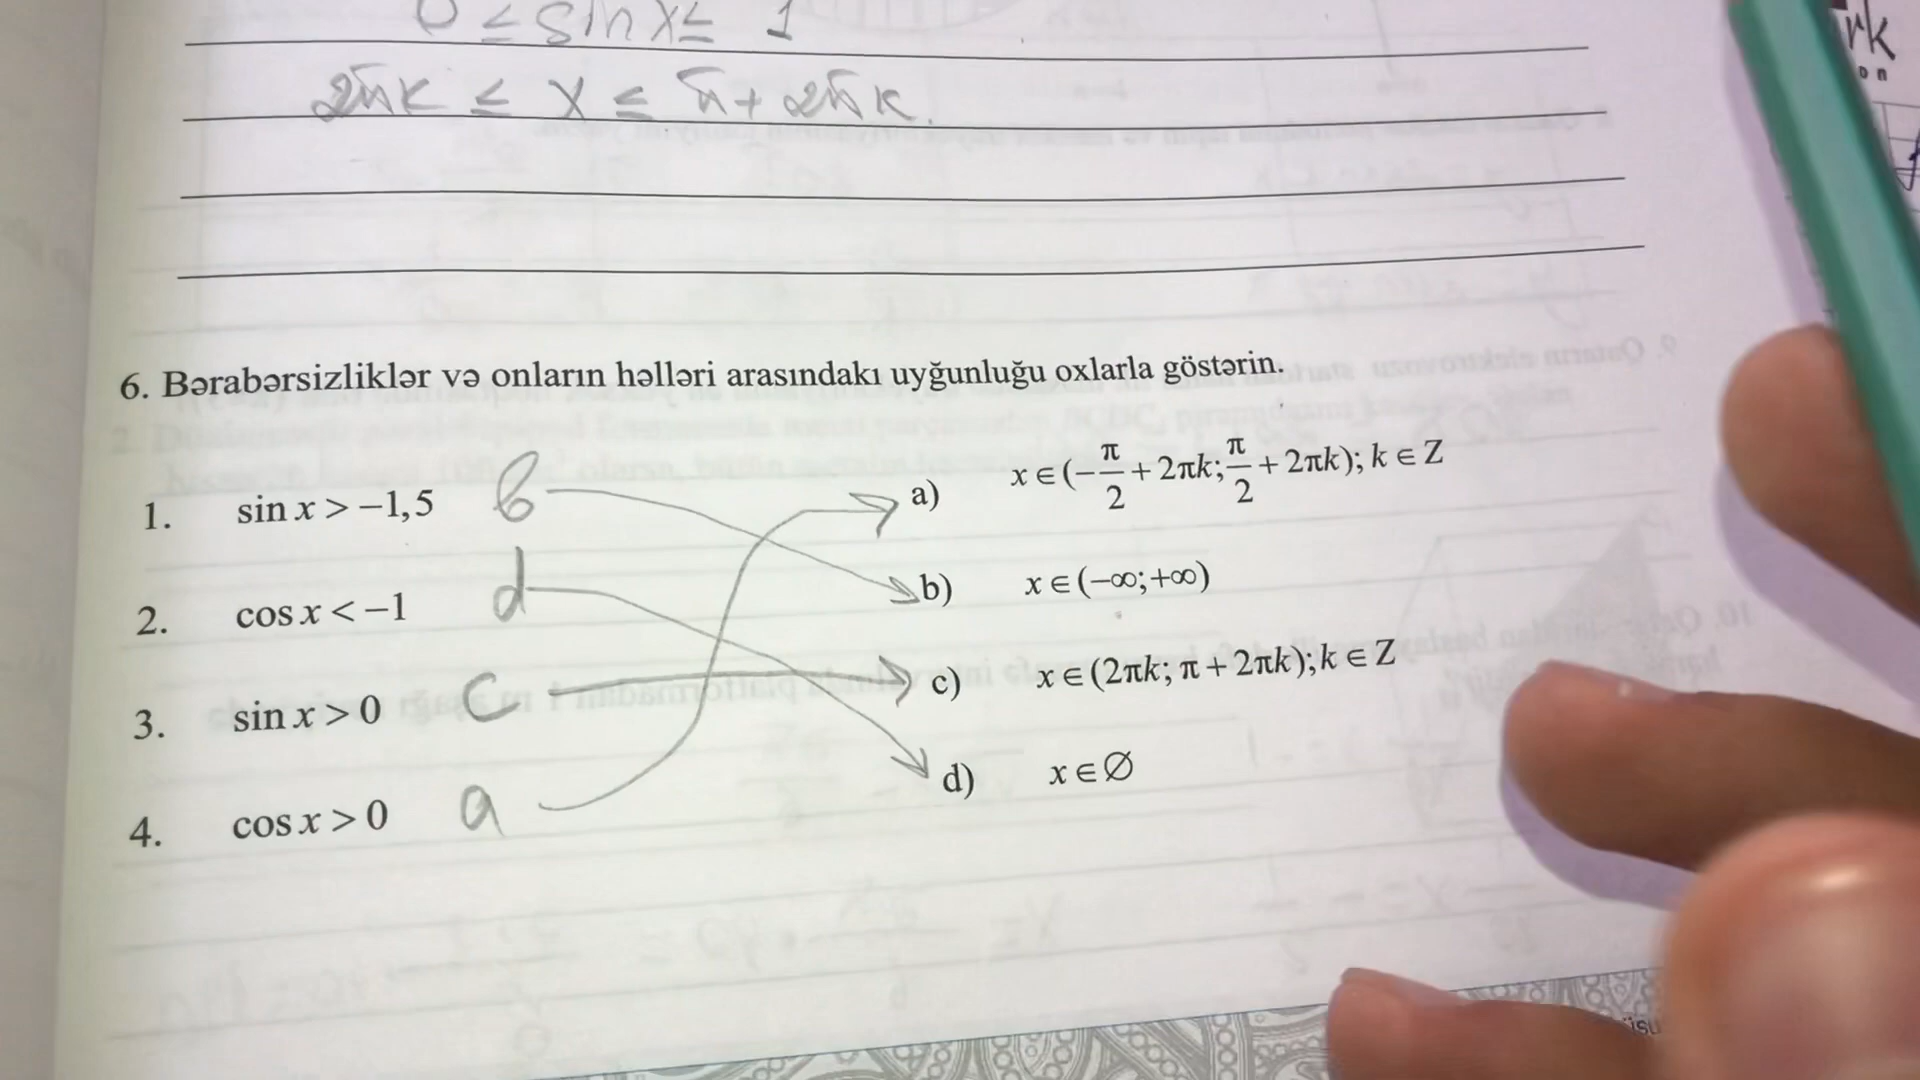 0 ≤ sin x ≤ 1
2πk ≤ x ≤ π + 2πk.
6. Bərabərsizliklər və onların həlləri arasındakı uyğunluğu oxlarla göstərin.
1. sin x > −1,5 b
a) x ∈ (−π/2 + 2πk; π/2 + 2πk); k ∈ Z
2. cos x < −1 d
b) x ∈ (−∞; +∞)
3. sin x > 0 c
c) x ∈ (2πk; π + 2πk); k ∈ Z
4. cos x > 0 a
d) x ∈ ∅